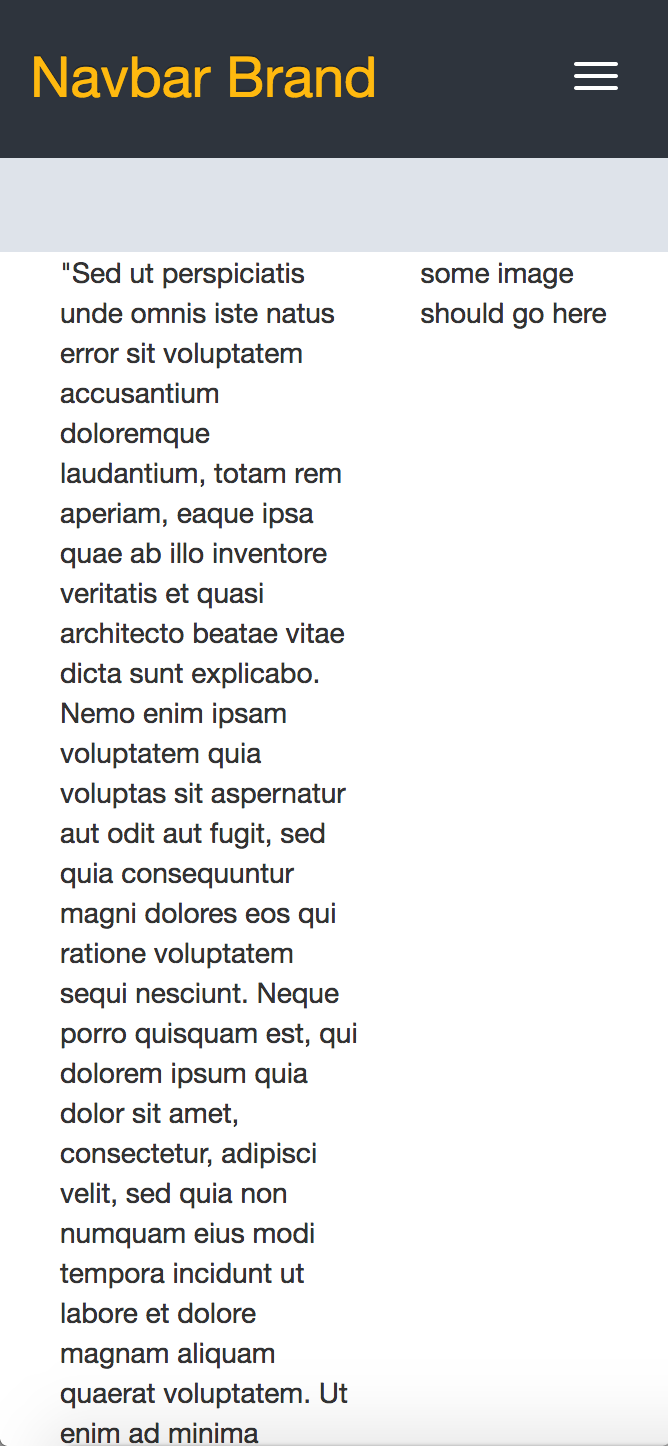 Navbar Brand
"Sed ut perspiciatis
unde omnis iste natus
error sit voluptatem
accusantium
doloremque
laudantium, totam rem
aperiam, eaque ipsa
quae ab illo inventore
veritatis et quasi
architecto beatae vitae
dicta sunt explicabo.
Nemo enim ipsam
voluptatem quia
voluptas sit aspernatur
aut odit aut fugit, sed
quia consequuntur
magni dolores eos qui
ratione voluptatem
sequi nesciunt. Neque
porro quisquam est, qui
dolorem ipsum quia
dolor sit amet,
consectetur, adipisci
velit, sed quia non
numquam eius modi
tempora incidunt ut
labore et dolore
magnam aliquam
quaerat voluptatem. Ut
enim ad minima
some image
should go here